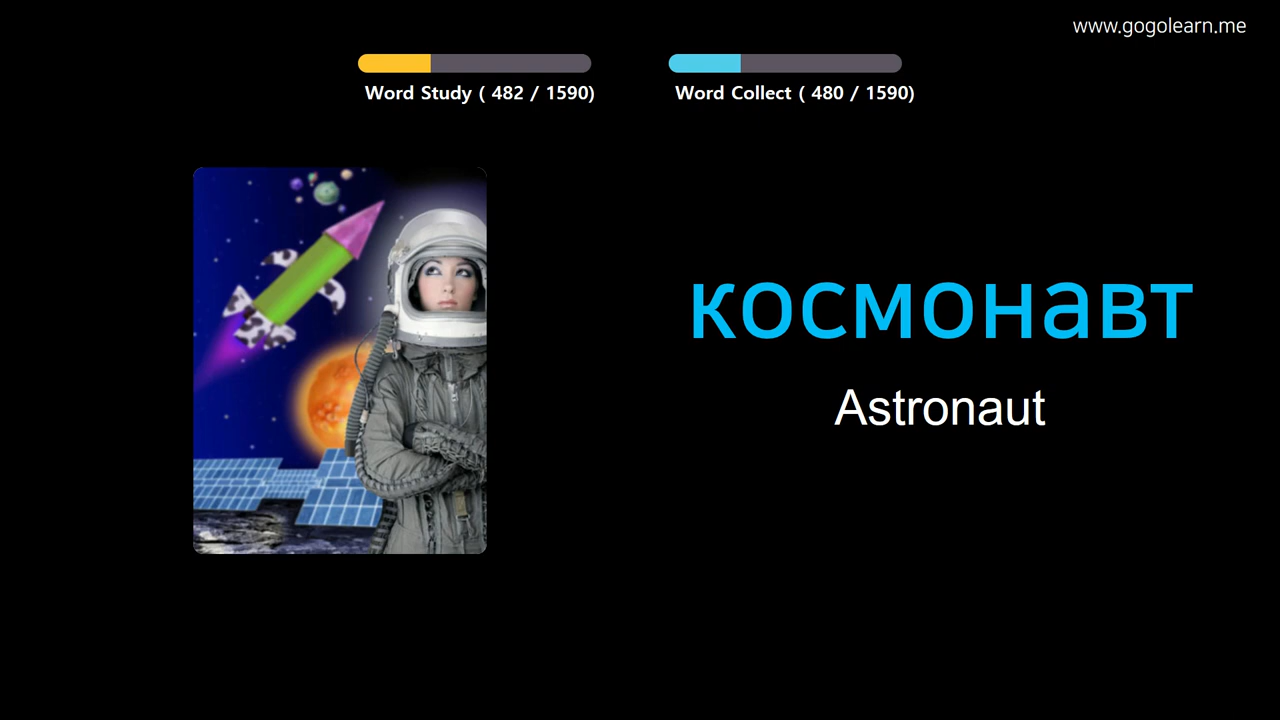 www.gogolearn.me
Word Study ( 482 / 1590)
Word Collect ( 480 / 1590)
космонавт
Astronaut